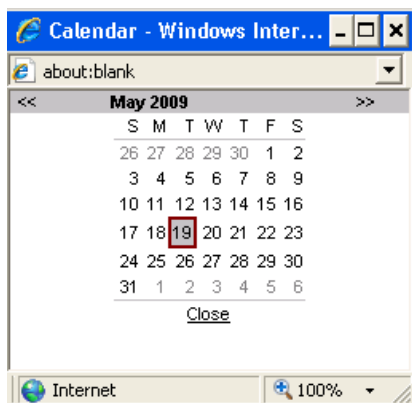 Calendar - Windows Inter...
about:blank
<< May 2009 >>
S M T W T F S
26 27 28 29 30 1 2
3 4 5 6 7 8 9
10 11 12 13 14 15 16
17 18 19 20 21 22 23
24 25 26 27 28 29 30
31 1 2 3 4 5 6
Close
Internet 100%